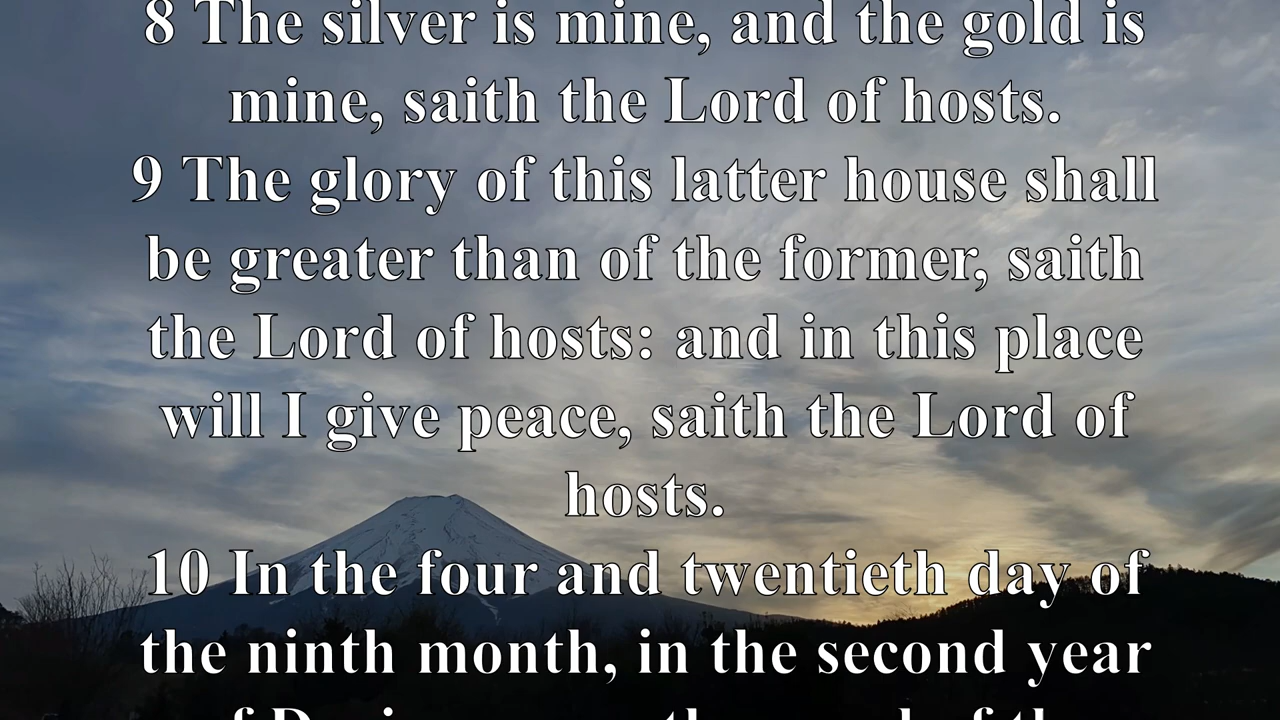 8 The silver is mine, and the gold is
mine, saith the Lord of hosts.
9 The glory of this latter house shall
be greater than of the former, saith
the Lord of hosts: and in this place
will I give peace, saith the Lord of
hosts.
10 In the four and twentieth day of
the ninth month, in the second year